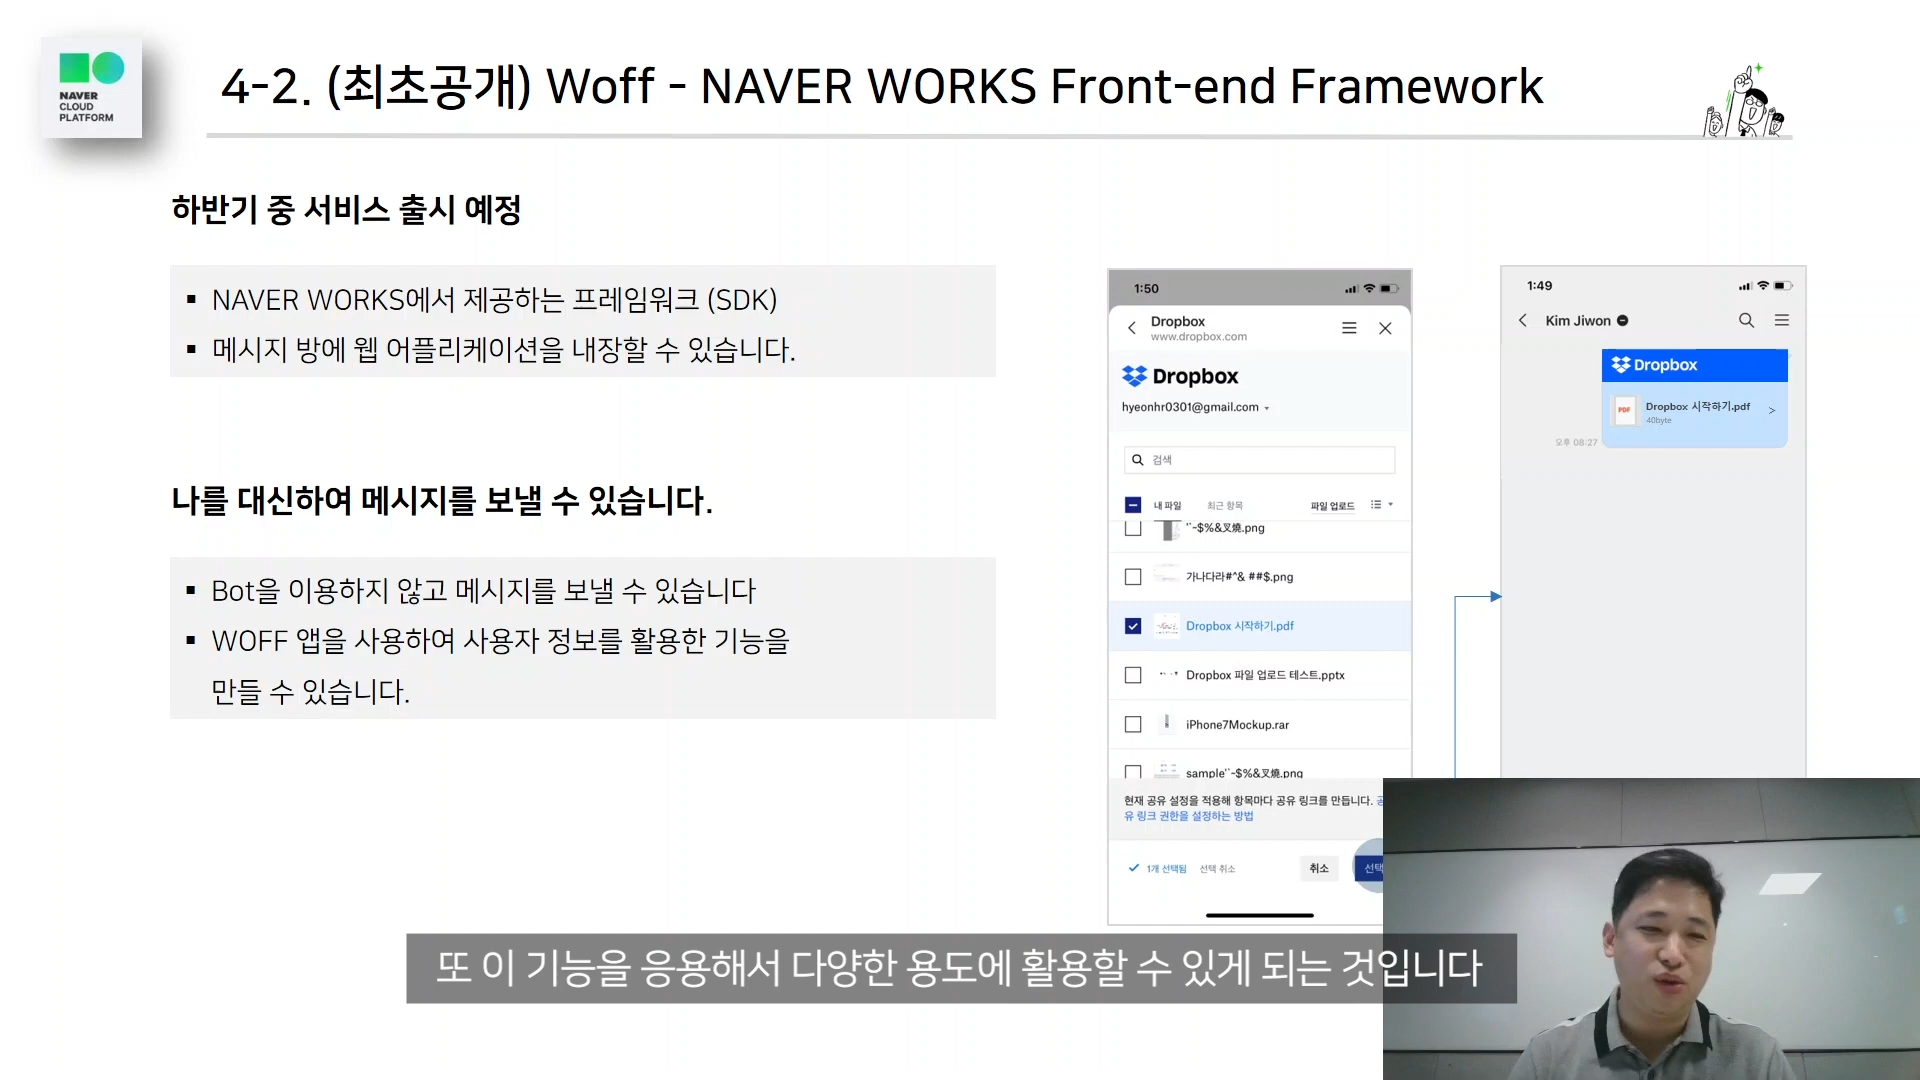 NAVER
CLOUD
PLATFORM
4-2. (최초공개) Woff - NAVER WORKS Front-end Framework
하반기 중 서비스 출시 예정
▪ NAVER WORKS에서 제공하는 프레임워크 (SDK)
▪ 메시지 방에 웹 어플리케이션을 내장할 수 있습니다.
나를 대신하여 메시지를 보낼 수 있습니다.
▪ Bot을 이용하지 않고 메시지를 보낼 수 있습니다
▪ WOFF 앱을 사용하여 사용자 정보를 활용한 기능을
만들 수 있습니다.
1:50
Dropbox
www.dropbox.com
Dropbox
hyeonhr0301@gmail.com
검색
내 파일 최근 항목 파일 업로드
'`-$%&叉燒.png
가나다라#^& ##$.png
Dropbox 시작하기.pdf
Dropbox 파일 업로드 테스트.pptx
iPhone7Mockup.rar
sample'`-$%&叉燒.png
현재 공유 설정을 적용해 항목마다 공유 링크를 만듭니다. 공
유 링크 권한을 설정하는 방법
1개 선택됨 선택 취소 취소 선택
1:49
Kim Jiwon
Dropbox
PDF
Dropbox 시작하기.pdf
40byte
오후 08:27
또 이 기능을 응용해서 다양한 용도에 활용할 수 있게 되는 것입니다